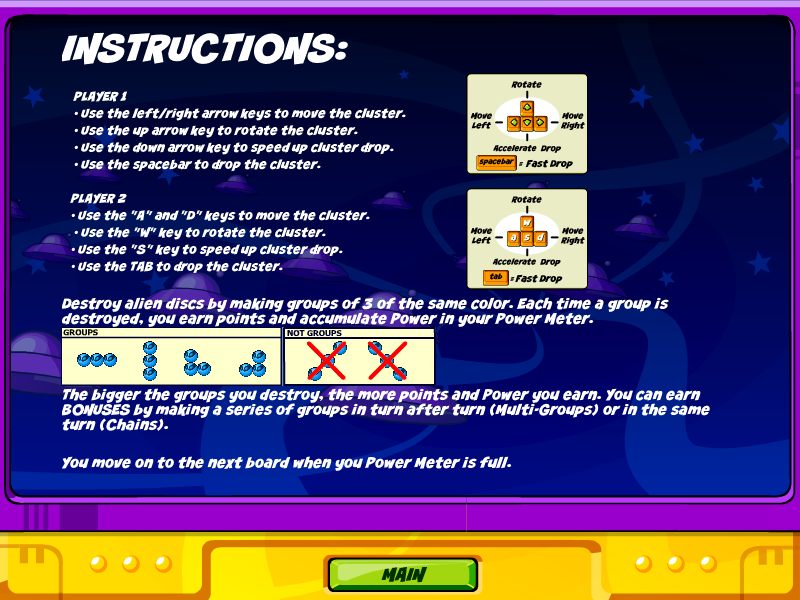 INSTRUCTIONS:
PLAYER 1
• Use the left/right arrow keys to move the cluster.
• Use the up arrow key to rotate the cluster.
• Use the down arrow key to speed up cluster drop.
• Use the spacebar to drop the cluster.
Rotate
Move Left
Move Right
Accelerate Drop
spacebar = Fast Drop
PLAYER 2
• Use the "A" and "D" keys to move the cluster.
• Use the "W" key to rotate the cluster.
• Use the "S" key to speed up cluster drop.
• Use the TAB to drop the cluster.
Rotate
Move Left
w
a s d
Move Right
Accelerate Drop
tab = Fast Drop
Destroy alien discs by making groups of 3 of the same color. Each time a group is
destroyed, you earn points and accumulate Power in your Power Meter.
GROUPS
NOT GROUPS
The bigger the groups you destroy, the more points and Power you earn. You can earn
BONUSES by making a series of groups in turn after turn (Multi-Groups) or in the same
turn (Chains).
You move on to the next board when you Power Meter is full.
MAIN